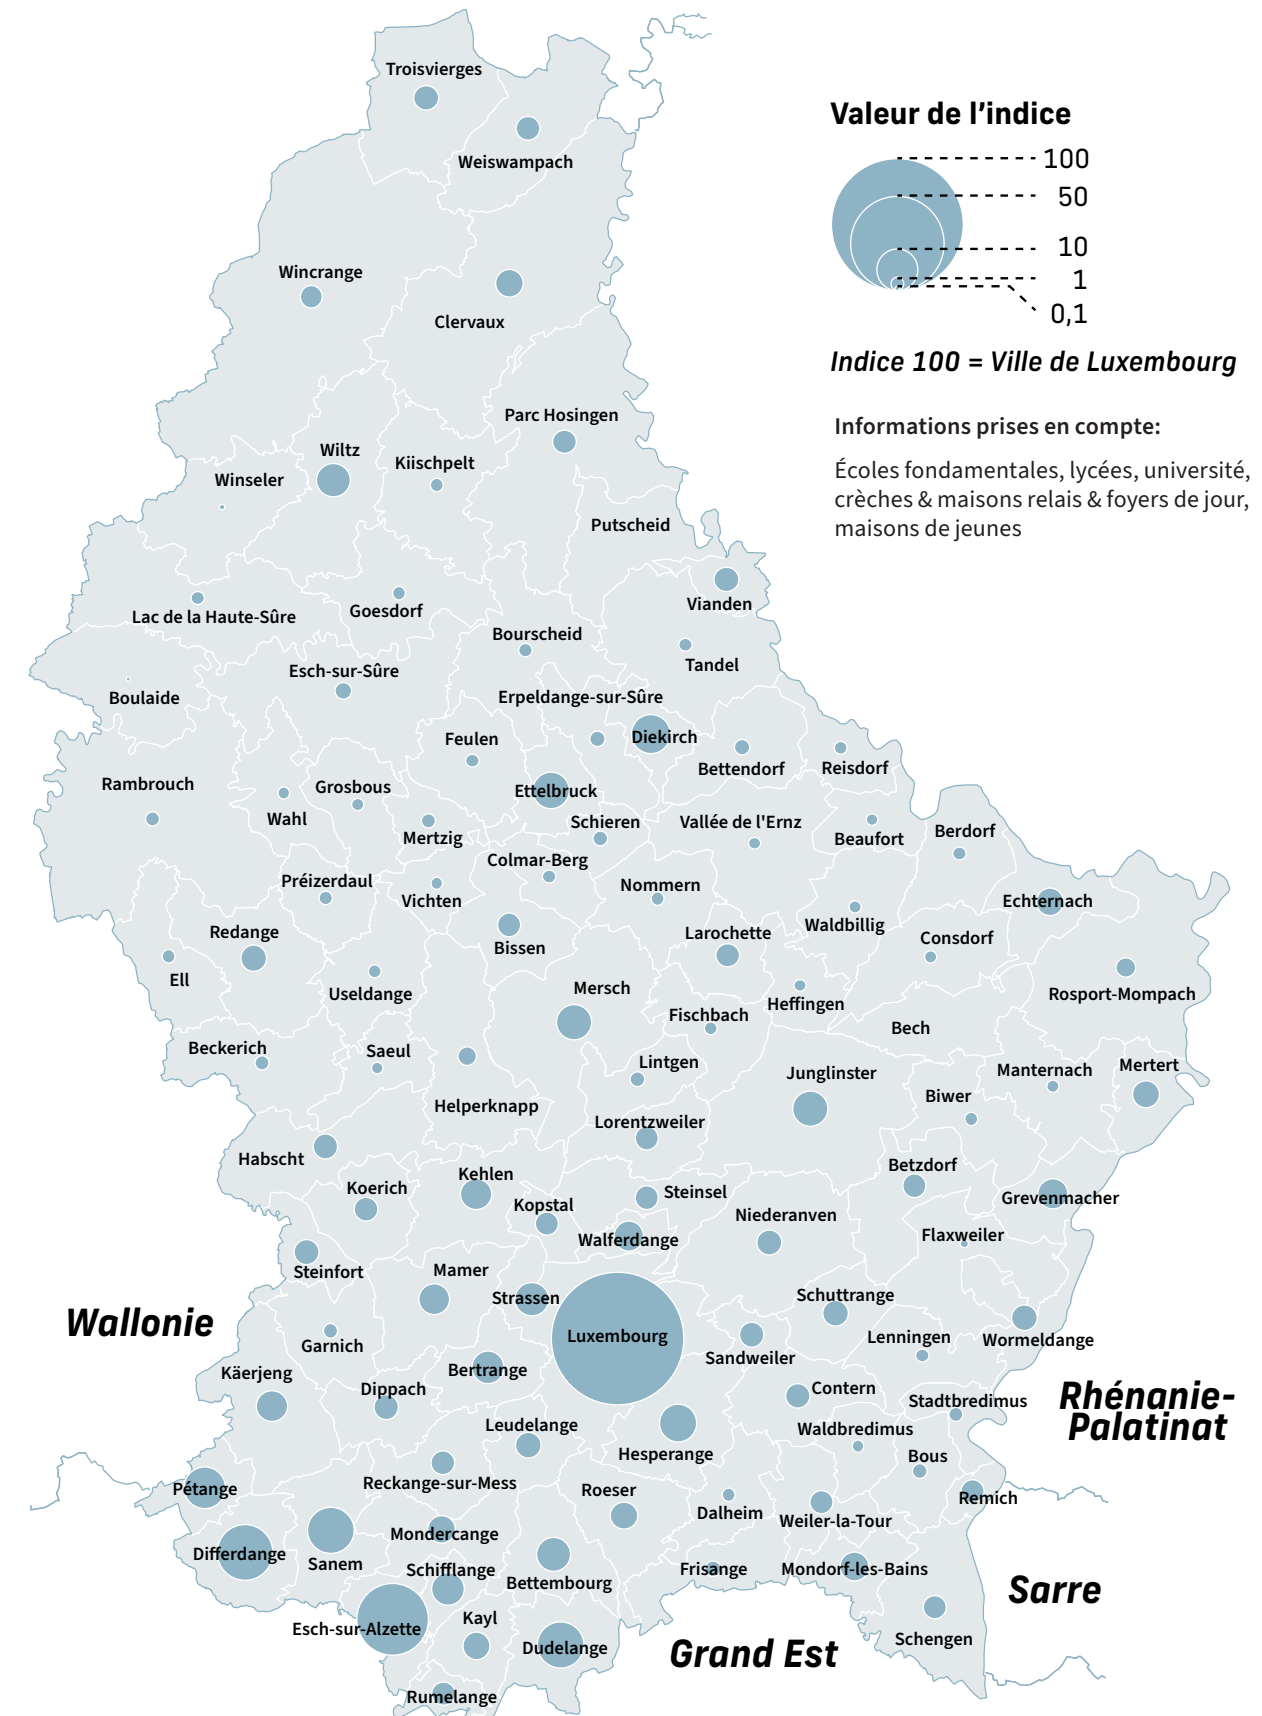 Troisvierges
Weiswampach
Valeur de l’indice
100
50
10
1
0,1
Indice 100 = Ville de Luxembourg
Informations prises en compte:
Écoles fondamentales, lycées, université,
crèches & maisons relais & foyers de jour,
maisons de jeunes
Wincrange
Clervaux
Parc Hosingen
Wiltz
Kiischpelt
Winseler
Putscheid
Vianden
Lac de la Haute-Sûre
Goesdorf
Bourscheid
Tandel
Esch-sur-Sûre
Boulaide
Erpeldange-sur-Sûre
Diekirch
Feulen
Bettendorf
Reisdorf
Rambrouch
Grosbous
Ettelbruck
Wahl
Mertzig
Schieren
Vallée de l'Ernz
Beaufort
Berdorf
Colmar-Berg
Préizerdaul
Vichten
Nommern
Echternach
Redange
Bissen
Larochette
Waldbillig
Consdorf
Ell
Useldange
Mersch
Heffingen
Rosport-Mompach
Fischbach
Bech
Beckerich
Saeul
Lintgen
Junglinster
Manternach
Mertert
Helperknapp
Biwer
Lorentzweiler
Habscht
Koerich
Kehlen
Kopstal
Steinsel
Betzdorf
Grevenmacher
Niederanven
Walferdange
Flaxweiler
Steinfort
Mamer
Strassen
Schuttrange
Wallonie
Luxembourg
Garnich
Sandweiler
Lenningen
Wormeldange
Käerjeng
Bertrange
Dippach
Contern
Stadtbredimus
Rhénanie-
Palatinat
Leudelange
Hesperange
Waldbredimus
Bous
Pétange
Reckange-sur-Mess
Roeser
Dalheim
Weiler-la-Tour
Remich
Differdange
Sanem
Mondercange
Schifflange
Bettembourg
Frisange
Mondorf-les-Bains
Sarre
Esch-sur-Alzette
Kayl
Dudelange
Grand Est
Schengen
Rumelange